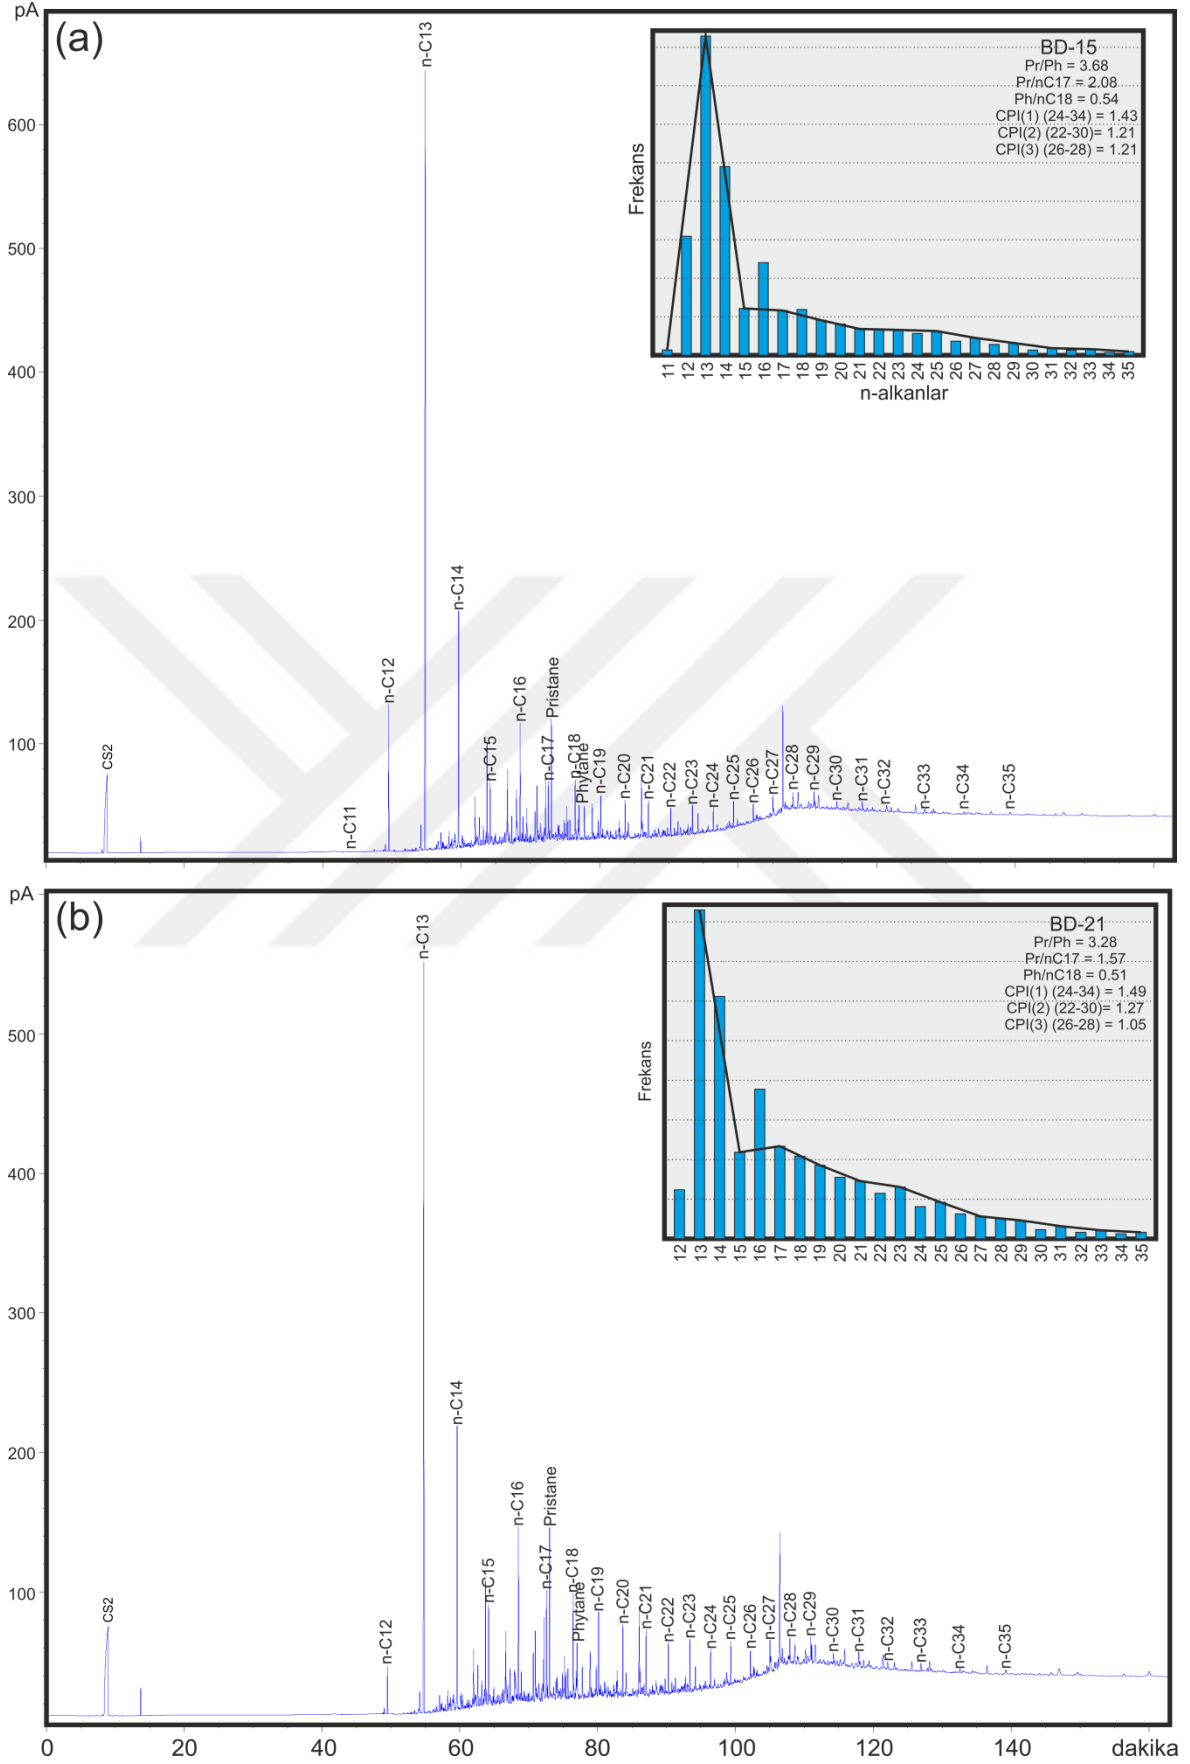 pA
(a)
n-C13
BD-15
Pr/Ph = 3.68
Pr/nC17 = 2.08
Ph/nC18 = 0.54
CPI(1) (24-34) = 1.43
CPI(2) (22-30)= 1.21
CPI(3) (26-28) = 1.21
Frekans
11 12 13 14 15 16 17 18 19 20 21 22 23 24 25 26 27 28 29 30 31 32 33 34 35
n-alkanlar
600
500
400
300
200
100
CS2
n-C11
n-C12
n-C14
n-C15
n-C16
n-C17
Pristane
n-C18
Phytane
n-C19
n-C20
n-C21
n-C22
n-C23
n-C24
n-C25
n-C26
n-C27
n-C28
n-C29
n-C30
n-C31
n-C32
n-C33
n-C34
n-C35
pA
(b)
n-C13
BD-21
Pr/Ph = 3.28
Pr/nC17 = 1.57
Ph/nC18 = 0.51
CPI(1) (24-34) = 1.49
CPI(2) (22-30)= 1.27
CPI(3) (26-28) = 1.05
Frekans
12 13 14 15 16 17 18 19 20 21 22 23 24 25 26 27 28 29 30 31 32 33 34 35
500
400
300
200
100
CS2
n-C12
n-C14
n-C15
n-C16
n-C17
Pristane
n-C18
Phytane
n-C19
n-C20
n-C21
n-C22
n-C23
n-C24
n-C25
n-C26
n-C27
n-C28
n-C29
n-C30
n-C31
n-C32
n-C33
n-C34
n-C35
0 20 40 60 80 100 120 140 dakika